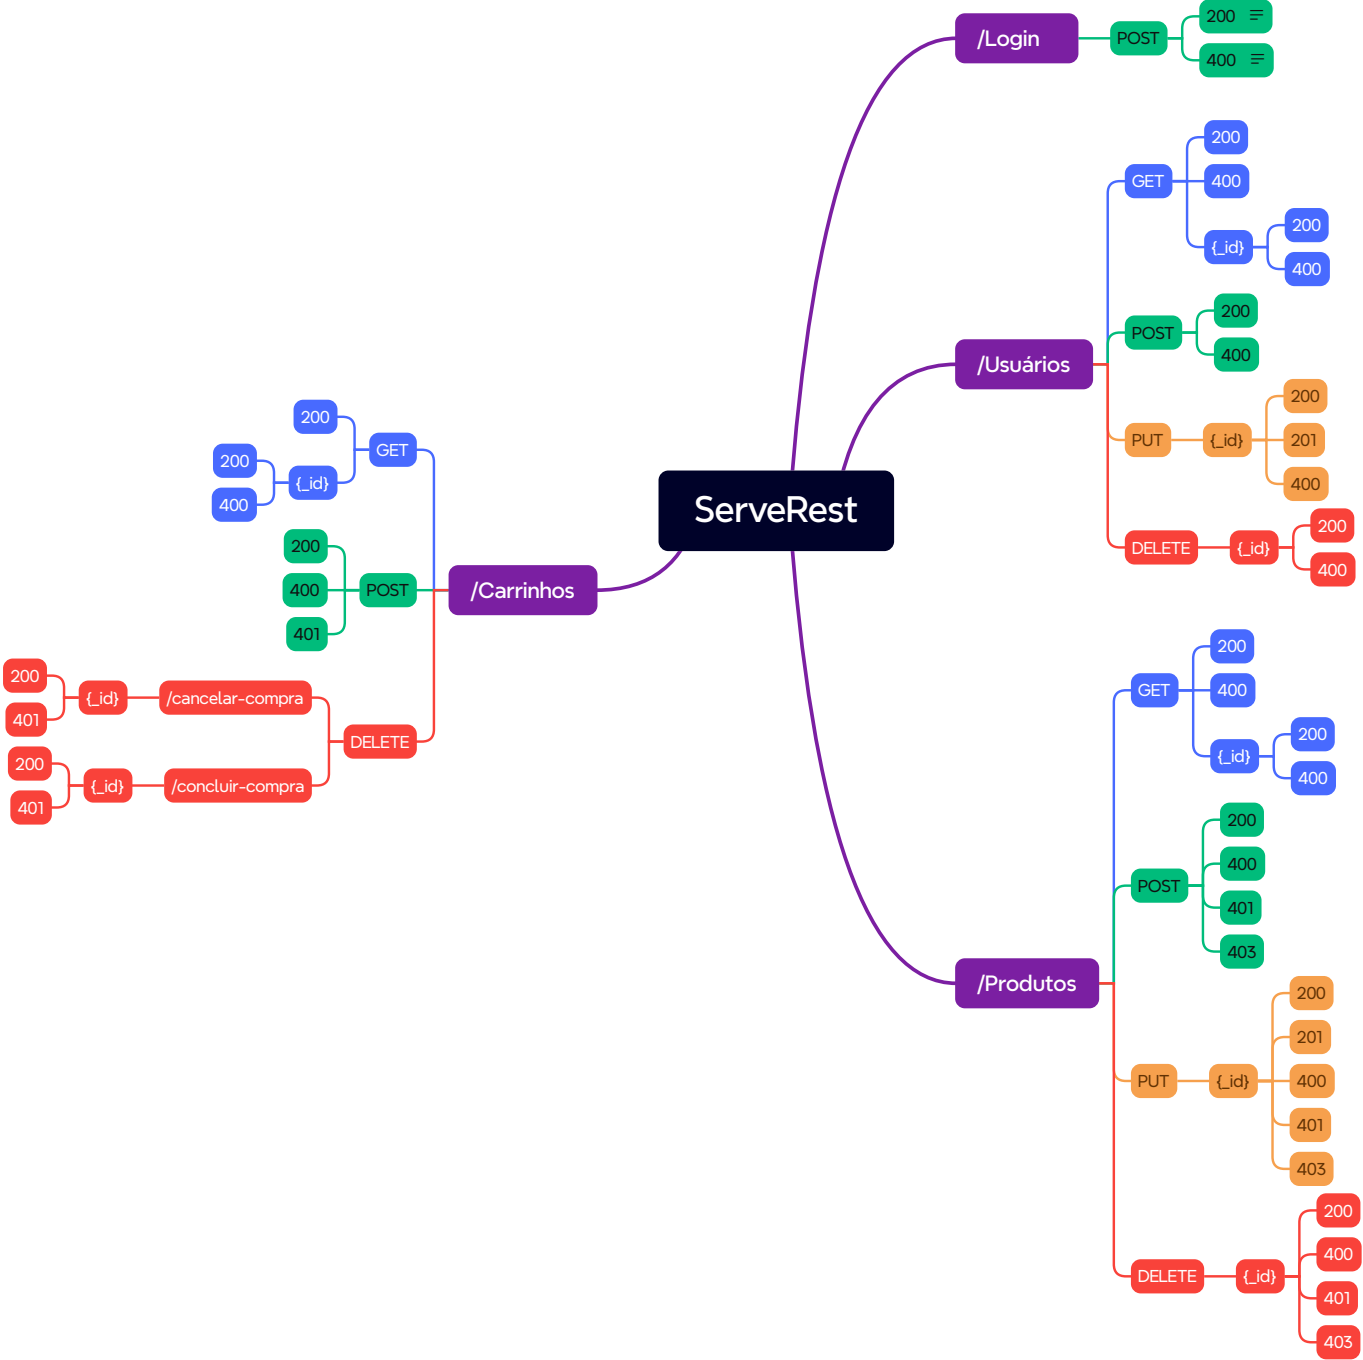 ServeRest
/Login
POST
200
400
/Usuários
GET
200
400
{_id}
200
400
POST
200
400
PUT
{_id}
200
201
400
DELETE
{_id}
200
400
/Produtos
GET
200
400
{_id}
200
400
POST
200
400
401
403
PUT
{_id}
200
201
400
401
403
DELETE
{_id}
200
400
401
403
/Carrinhos
GET
200
{_id}
200
400
POST
200
400
401
DELETE
/cancelar-compra
{_id}
200
401
/concluir-compra
{_id}
200
401